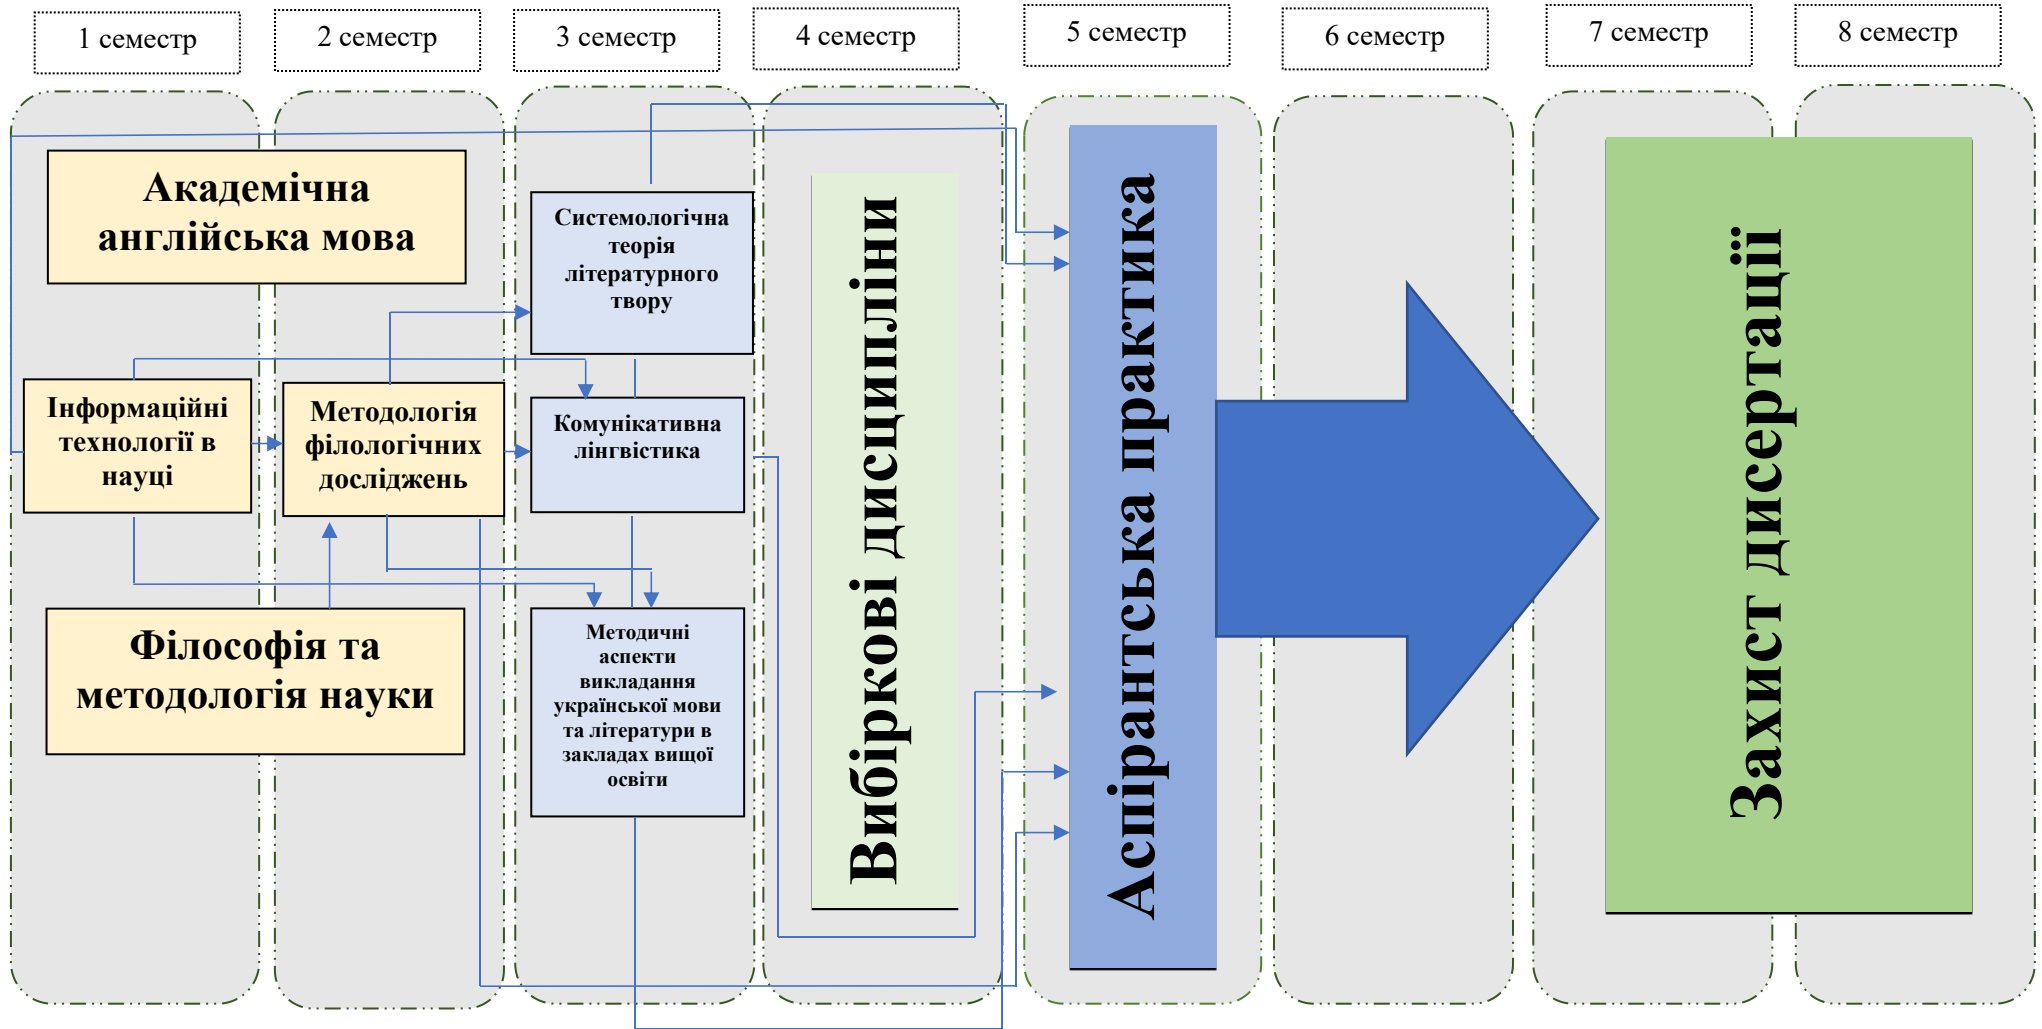 1 семестр
2 семестр
3 семестр
4 семестр
5 семестр
6 семестр
7 семестр
8 семестр
Академічна
англійська мова
Інформаційні
технології в
науці
Методологія
філологічних
досліджень
Філософія та
методологія науки
Системологічна
теорія
літературного
твору
Комунікативна
лінгвістика
Методичні
аспекти
викладання
української мови
та літератури в
закладах вищої
освіти
Вибіркові дисципліни
Аспірантська практика
Захист дисертації